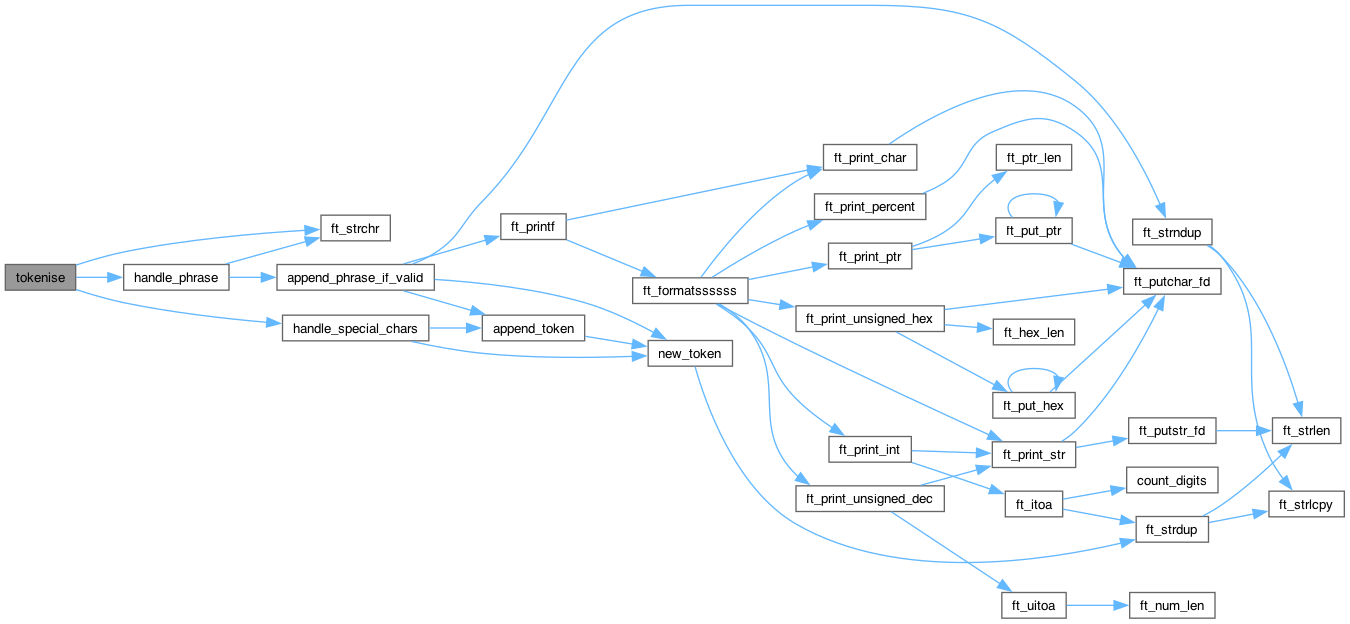 tokenise
handle_phrase
ft_strchr
append_phrase_if_valid
handle_special_chars
append_token
ft_printf
new_token
ft_formatssssss
ft_print_char
ft_print_percent
ft_print_ptr
ft_print_unsigned_hex
ft_print_int
ft_print_unsigned_dec
ft_ptr_len
ft_put_ptr
ft_hex_len
ft_put_hex
ft_print_str
ft_itoa
ft_uitoa
ft_strndup
ft_putchar_fd
ft_putstr_fd
count_digits
ft_strdup
ft_num_len
ft_strlen
ft_strlcpy